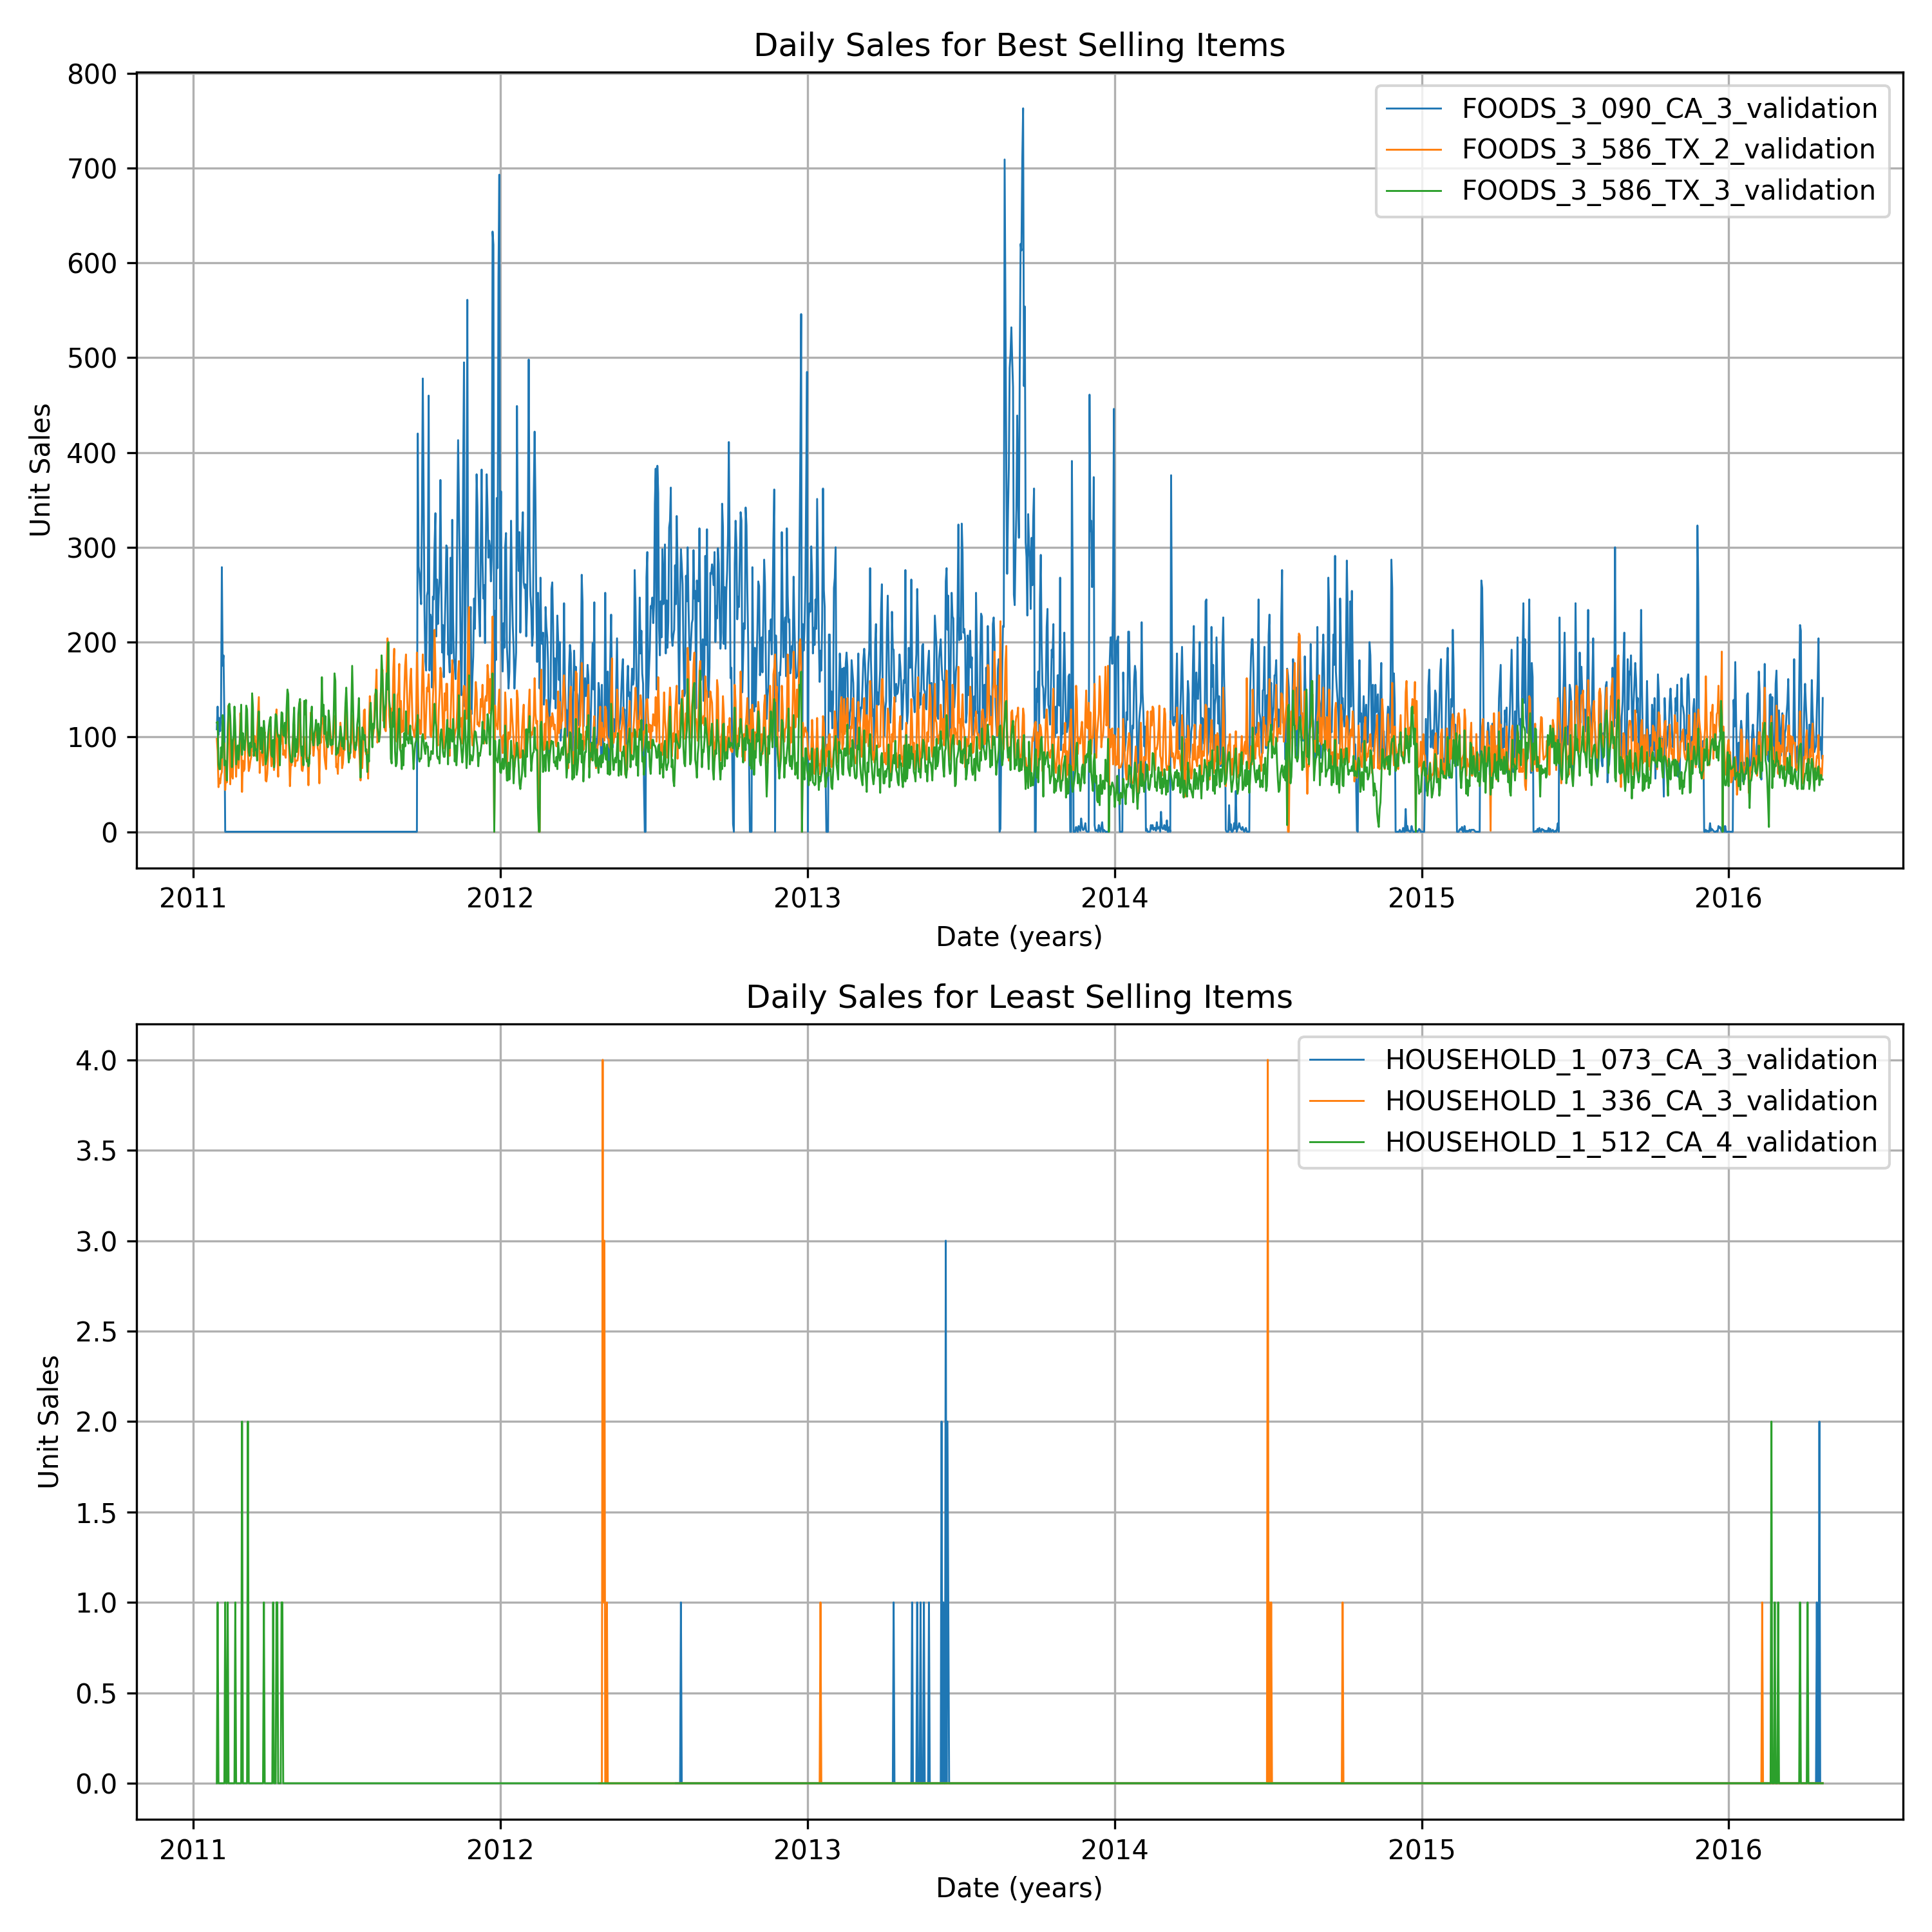 Daily Sales for Best Selling Items
800
700
600
500
400
300
200
100
0
Unit Sales
FOODS_3_090_CA_3_validation
FOODS_3_586_TX_2_validation
FOODS_3_586_TX_3_validation
2011 2012 2013 2014 2015 2016
Date (years)
Daily Sales for Least Selling Items
4.0
3.5
3.0
2.5
2.0
1.5
1.0
0.5
0.0
Unit Sales
HOUSEHOLD_1_073_CA_3_validation
HOUSEHOLD_1_336_CA_3_validation
HOUSEHOLD_1_512_CA_4_validation
2011 2012 2013 2014 2015 2016
Date (years)